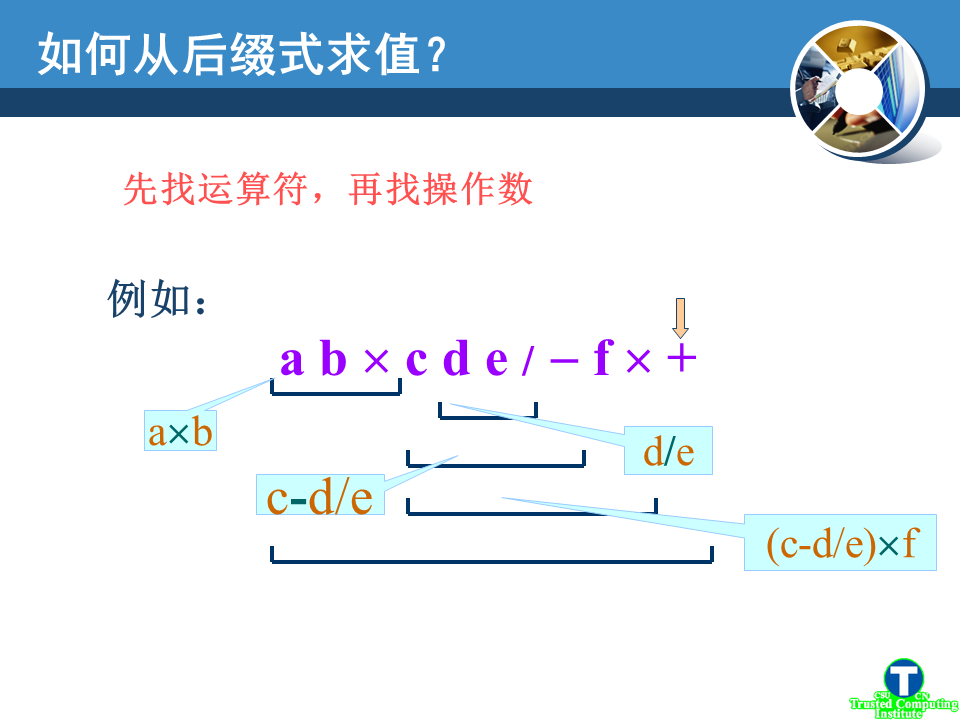 如何从后缀式求值？
先找运算符，再找操作数
例如：
a b × c d e / − f × +
a×b
d/e
c-d/e
(c-d/e)×f
T
CSU CN
Trusted Computing
Institute